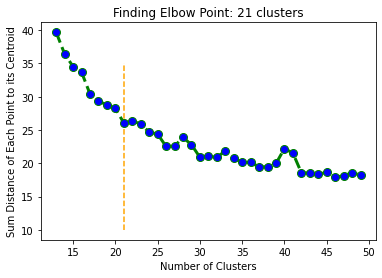 Finding Elbow Point: 21 clusters
Sum Distance of Each Point to its Centroid
40
35
30
25
20
15
10
15 20 25 30 35 40 45 50
Number of Clusters